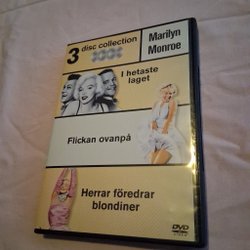 3 disc collection
Marilyn
Monroe
I hetaste
laget
Flickan ovanpå
Herrar föredrar
blondiner
DVD